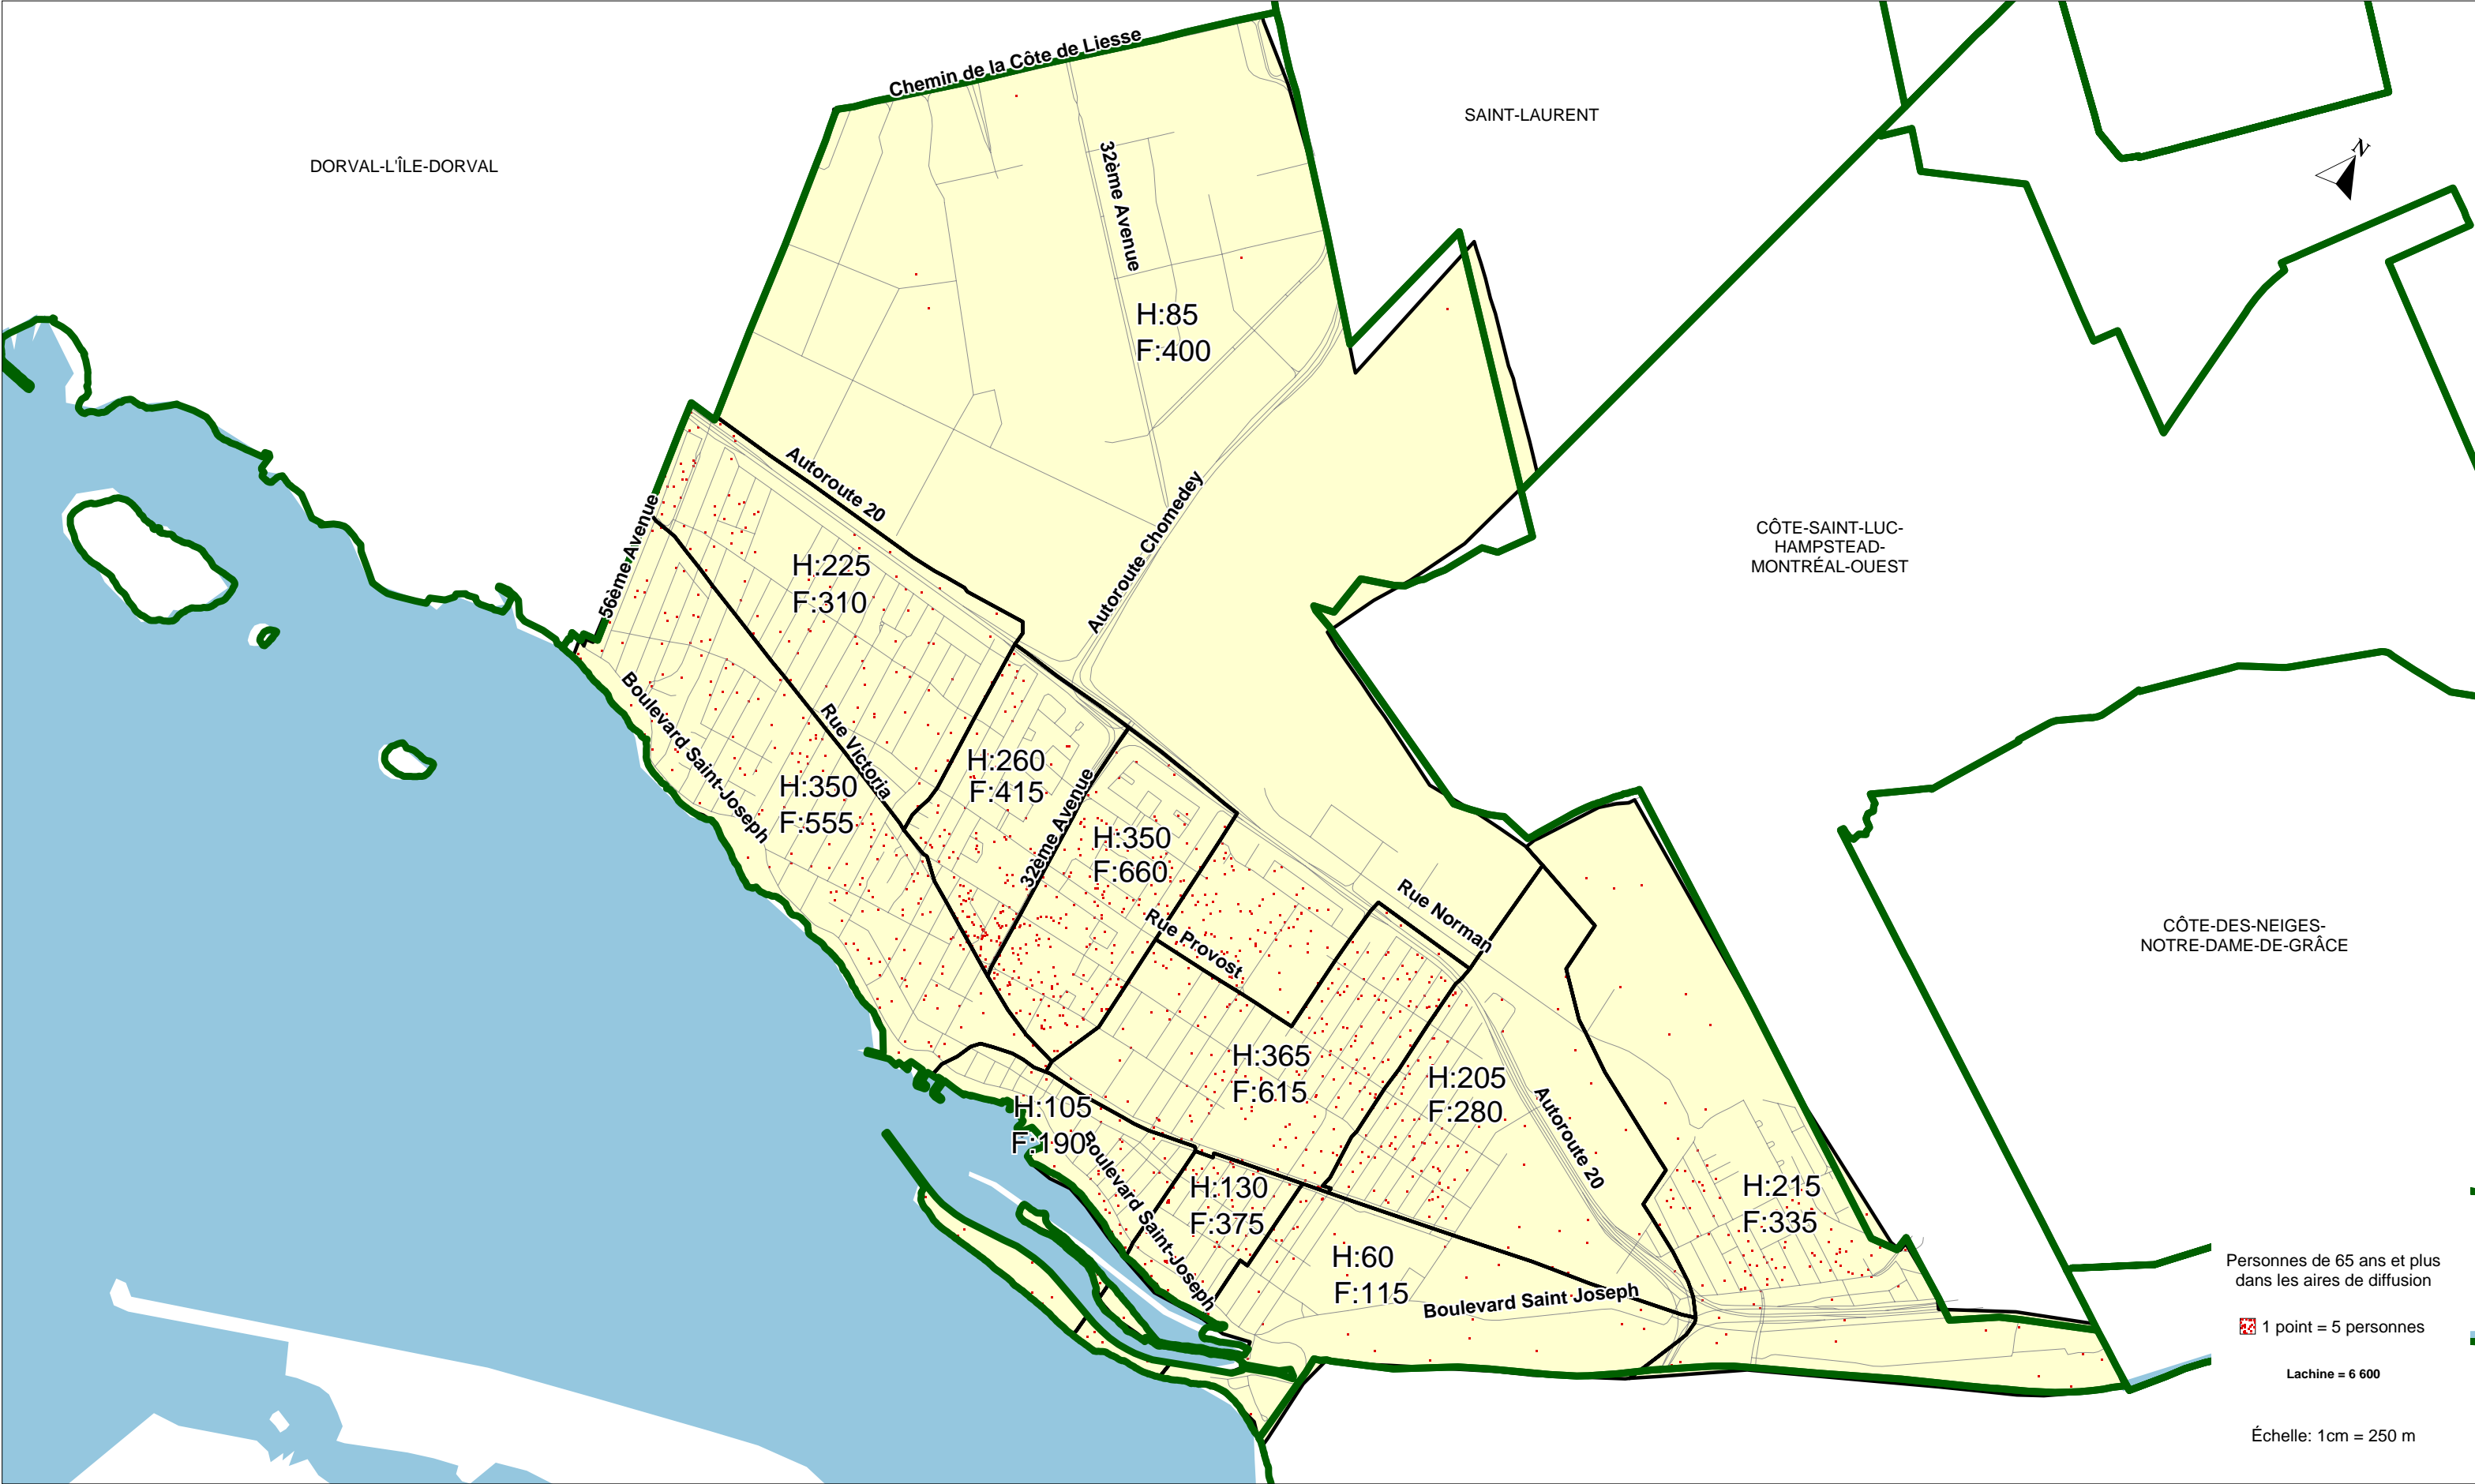 Chemin de la Côte de Liesse
SAINT-LAURENT
DORVAL-L'ÎLE-DORVAL
N
32ème Avenue
H:85
F:400
Autoroute 20
56ème Avenue
Autoroute Chomedey
CÔTE-SAINT-LUC-
HAMPSTEAD-
MONTRÉAL-OUEST
H:225
F:310
Boulevard Saint-Joseph
Rue Victoria
H:350
F:555
H:260
F:415
32ème Avenue
H:350
F:660
Rue Provost
Rue Norman
CÔTE-DES-NEIGES-
NOTRE-DAME-DE-GRÂCE
H:365
F:615
H:205
F:280
Autoroute 20
H:105
F:190
Boulevard Saint-Joseph
H:130
F:375
H:215
F:335
H:60
F:115
Boulevard Saint Joseph
Personnes de 65 ans et plus
dans les aires de diffusion
1 point = 5 personnes
Lachine = 6 600
Échelle: 1cm = 250 m